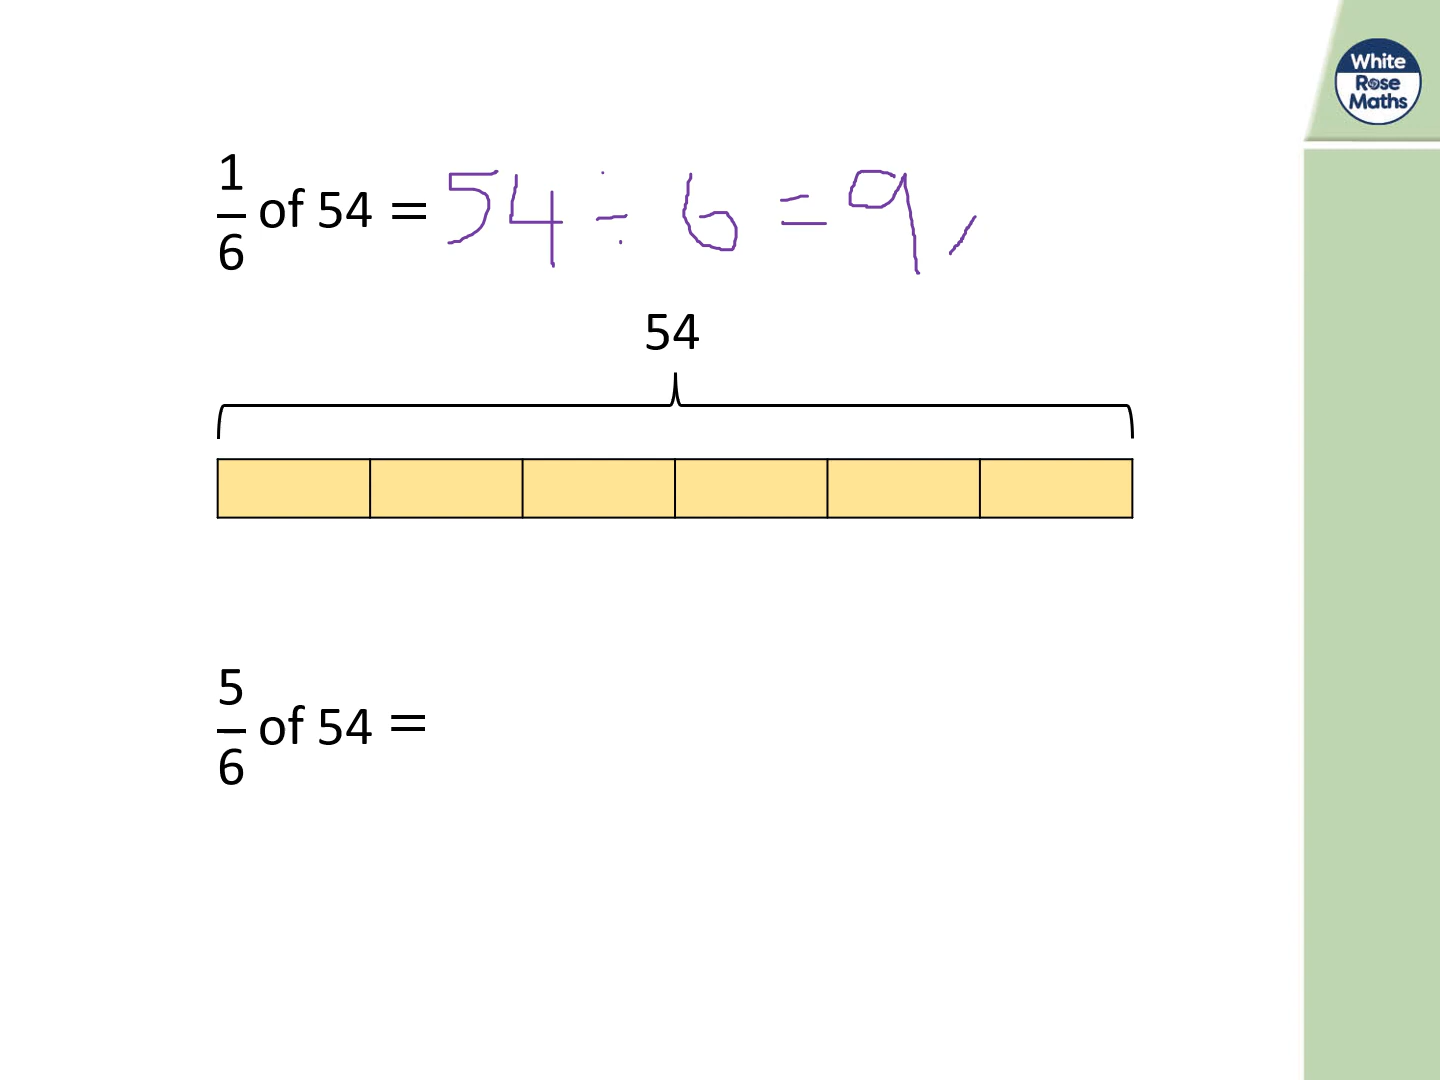 White
Rose
Maths
1/6 of 54 = 54 ÷ 6 = 9,
54
5/6 of 54 =